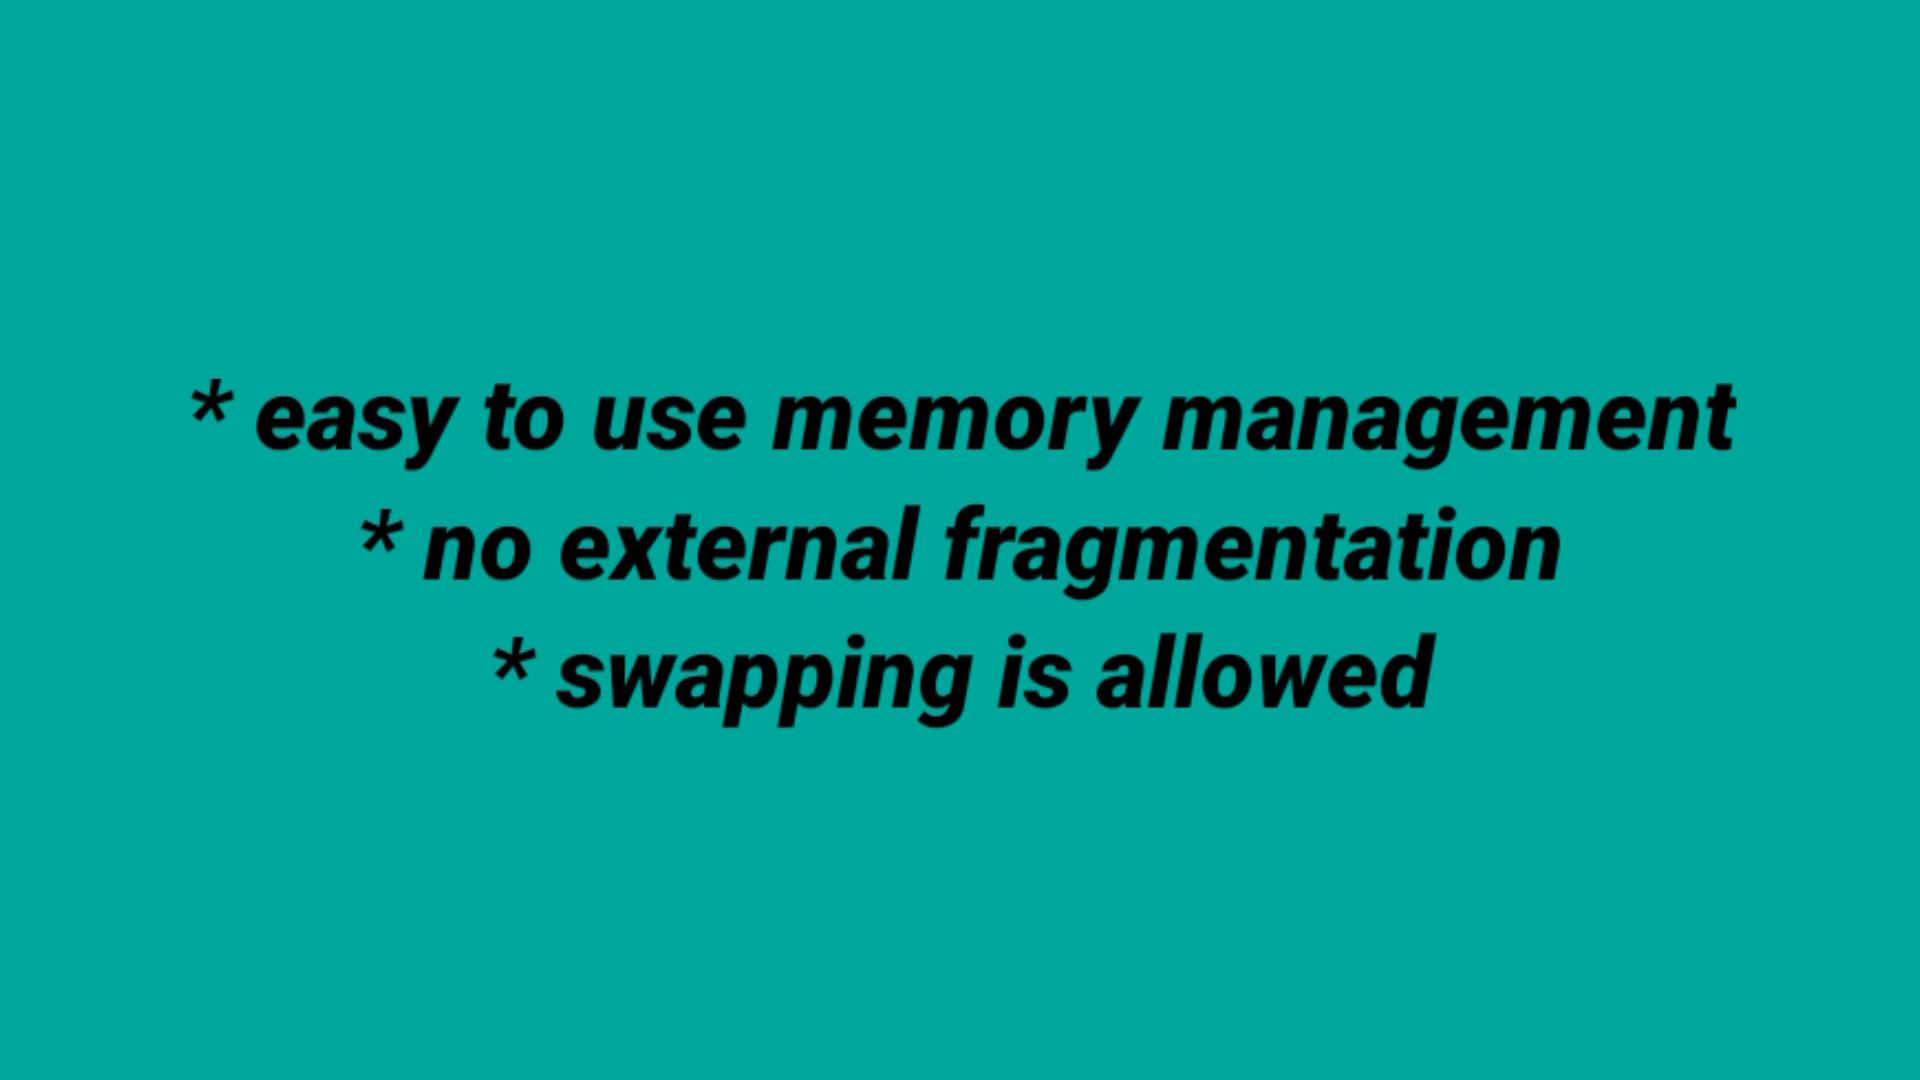 * easy to use memory management
* no external fragmentation
* swapping is allowed